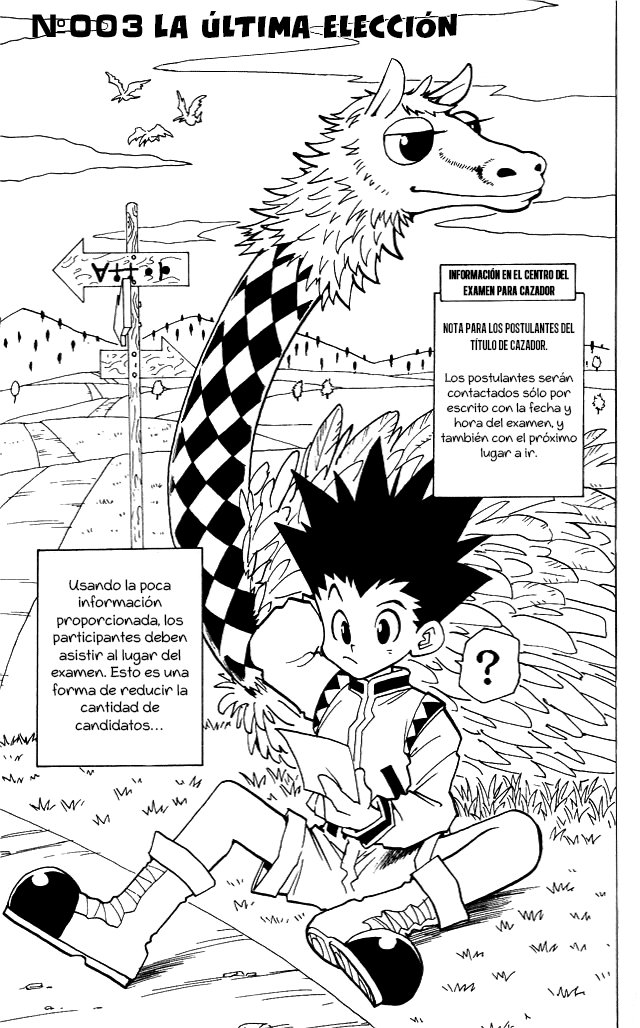 Nº003 LA ÚLTIMA ELECCIÓN
INFORMACIÓN EN EL CENTRO DEL
EXAMEN PARA CAZADOR
NOTA PARA LOS POSTULANTES DEL
TÍTULO DE CAZADOR.
Los postulantes serán
contactados sólo por
escrito con la fecha y
hora del examen, y
también con el próximo
lugar a ir.
?
Usando la poca
información
proporcionada, los
participantes deben
asistir al lugar del
examen. Esto es una
forma de reducir la
cantidad de
candidatos...